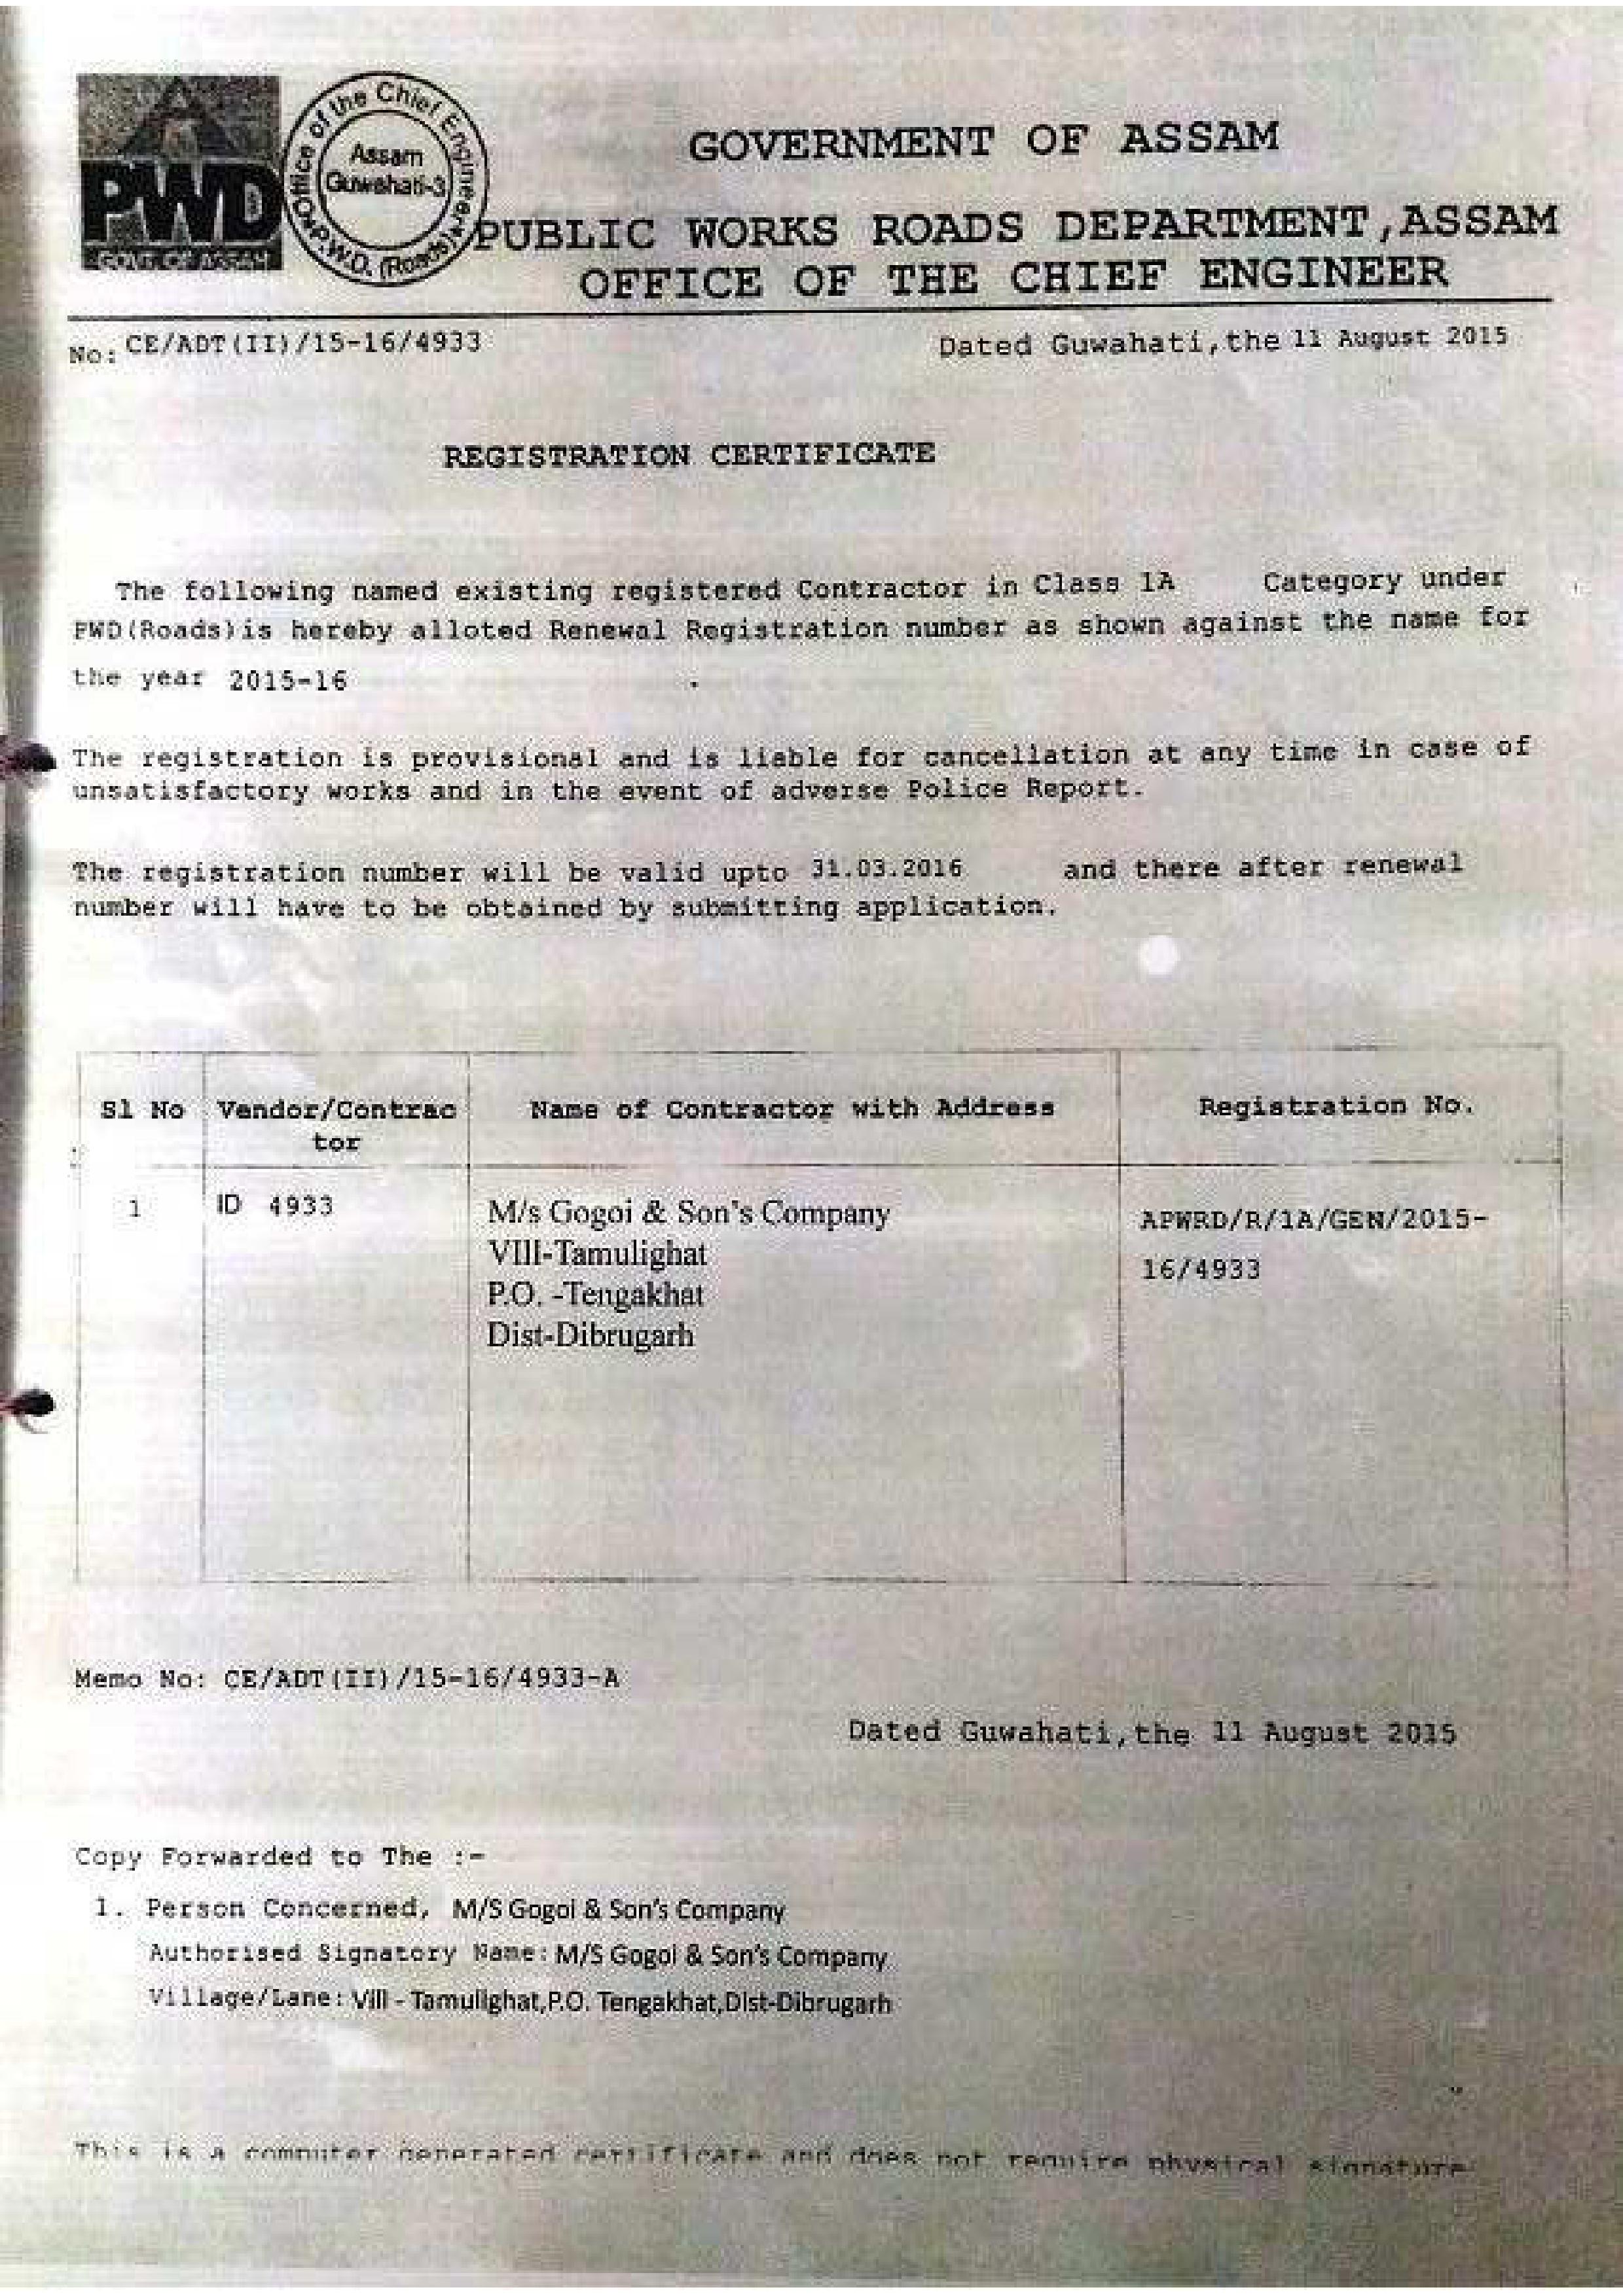 PWD
GOVT. OF ASSAM
Office of the Chief Engineer
P.W.D. (Roads)
Assam
Guwahati-3
GOVERNMENT OF ASSAM
PUBLIC WORKS ROADS DEPARTMENT,ASSAM
OFFICE OF THE CHIEF ENGINEER
No: CE/ADT(II)/15-16/4933 Dated Guwahati,the 11 August 2015
REGISTRATION CERTIFICATE
The following named existing registered Contractor in Class 1A Category under
PWD(Roads)is hereby alloted Renewal Registration number as shown against the name for
the year 2015-16 .
The registration is provisional and is liable for cancellation at any time in case of
unsatisfactory works and in the event of adverse Police Report.
The registration number will be valid upto 31.03.2016 and there after renewal
number will have to be obtained by submitting application.
Sl No Vendor/Contrac Name of Contractor with Address Registration No.
tor
1 ID 4933 M/s Gogoi & Son's Company APWRD/R/1A/GEN/2015-
VIll-Tamulighat 16/4933
P.O. -Tengakhat
Dist-Dibrugarh
Memo No: CE/ADT(II)/15-16/4933-A
Dated Guwahati,the 11 August 2015
Copy Forwarded to The :-
1. Person Concerned, M/S Gogoi & Son's Company
Authorised Signatory Name: M/S Gogoi & Son's Company
Village/Lane: Vill - Tamulighat,P.O. Tengakhat,Dist-Dibrugarh
This is a computer generated certificate and does not require physical signature